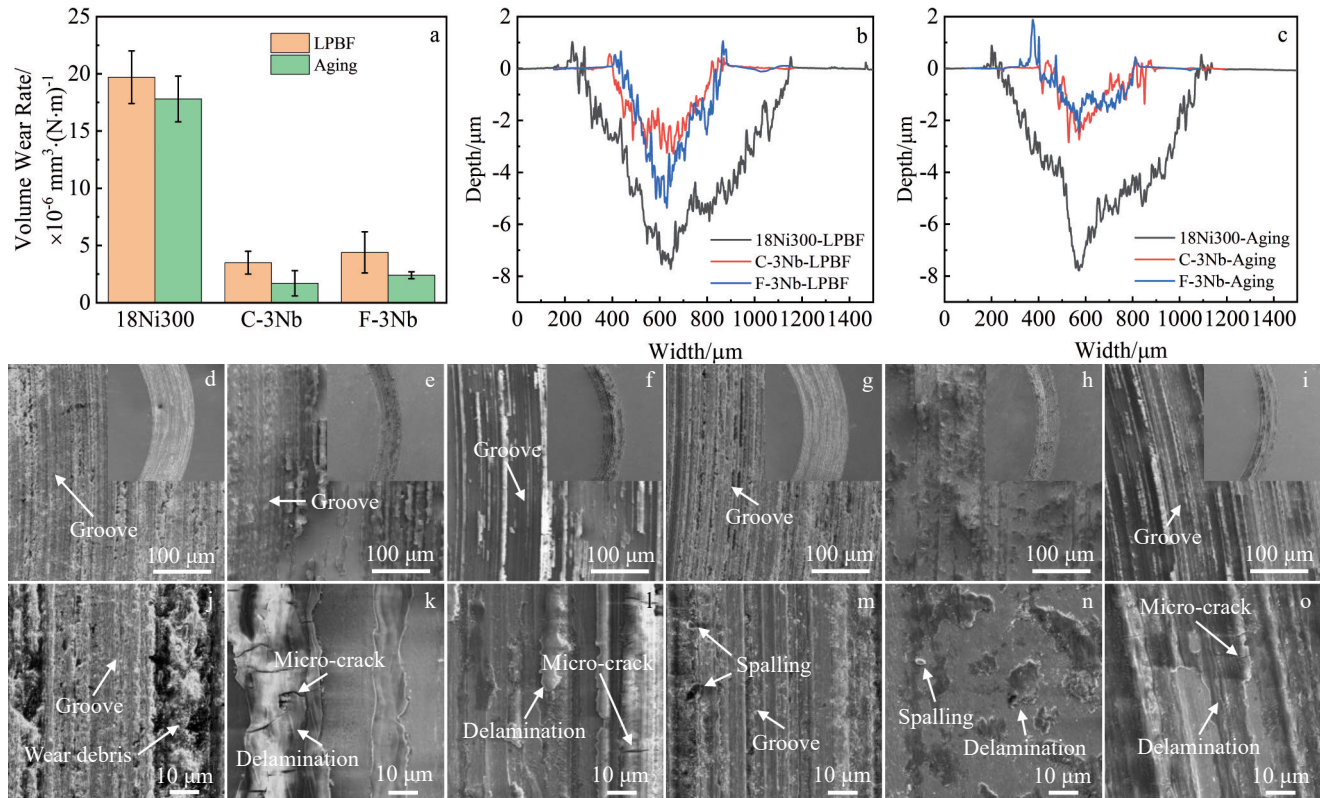 a
LPBF
Aging
Volume Wear Rate/
×10⁻⁶ mm³·(N·m)⁻¹
25
20
15
10
5
0
18Ni300
C-3Nb
F-3Nb
b
Depth/μm
2
0
-2
-4
-6
-8
18Ni300-LPBF
C-3Nb-LPBF
F-3Nb-LPBF
0 200 400 600 800 1000 1200 1400
Width/μm
c
Depth/μm
2
0
-2
-4
-6
-8
18Ni300-Aging
C-3Nb-Aging
F-3Nb-Aging
0 200 400 600 800 1000 1200 1400
Width/μm
d
Groove
100 μm
e
Groove
100 μm
f
Groove
100 μm
g
Groove
100 μm
h
100 μm
i
Groove
100 μm
j
Groove
Wear debris
10 μm
k
Micro-crack
Delamination
10 μm
l
Micro-crack
Delamination
10 μm
m
Spalling
Groove
10 μm
n
Spalling
Delamination
10 μm
o
Micro-crack
Delamination
10 μm